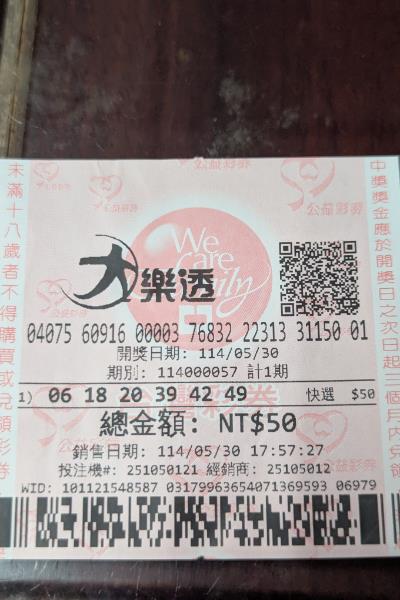 公益彩券
We Care Family
大樂透
04075 60916 00003 76832 22313 31150 01
開獎日期: 114/05/30
期別: 114000057 計1期
1) 06 18 20 39 42 49 快選 $50
總金額: NT$50
銷售日期: 114/05/30 17:57:27
投注機#: 251050121 經銷商: 25105012
WID: 101121548587 03179963654071369593 06979
未滿十八歲者不得購買或兌領彩券
中獎獎金應於開獎日之次日起三個月內兌領